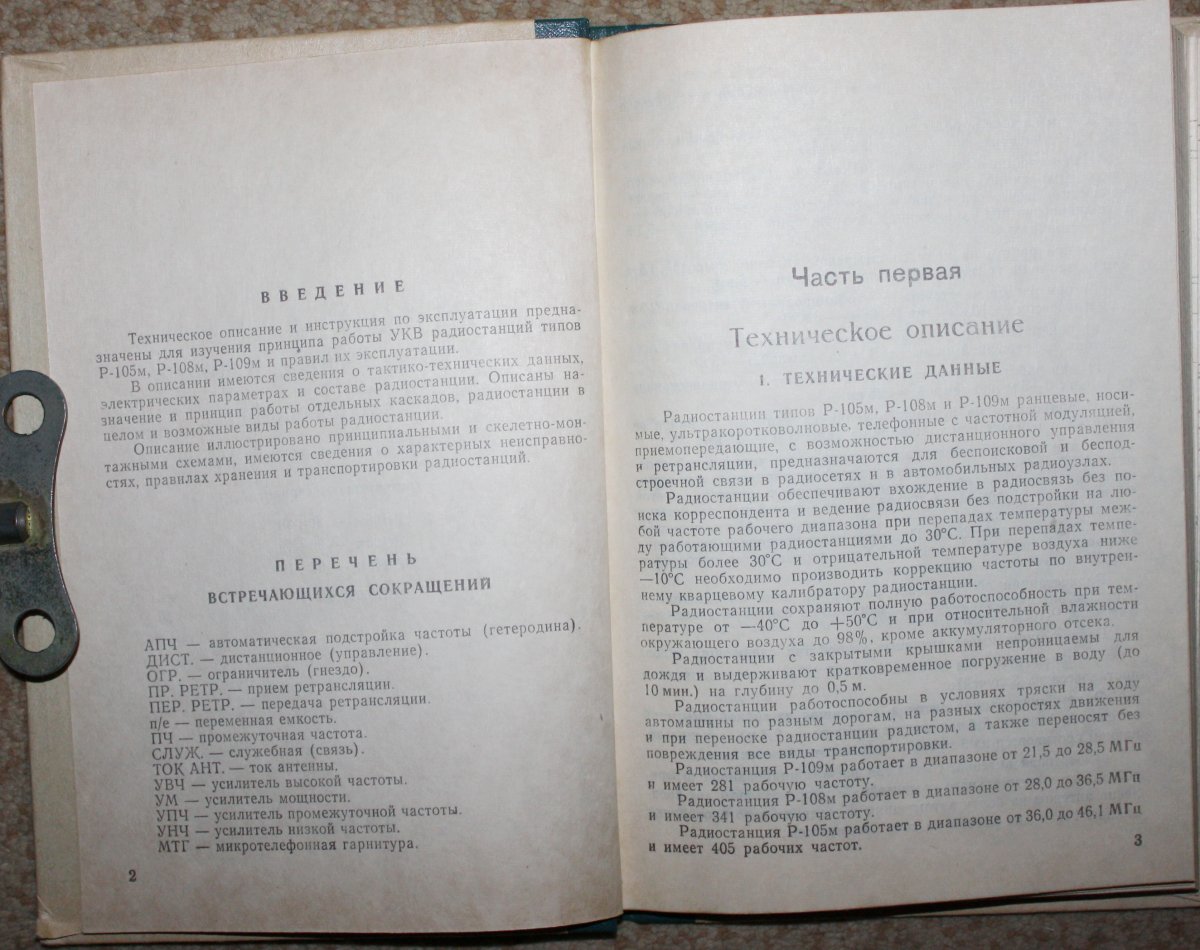 ВВЕДЕНИЕ
Техническое описание и инструкция по эксплуатации предна-
значены для изучения принципа работы УКВ радиостанций типов
Р-105м, Р-108м, Р-109м и правил их эксплуатации.
В описании имеются сведения о тактико-технических данных,
электрических параметрах и составе радиостанции. Описаны на-
значение и принцип работы отдельных каскадов, радиостанции в
целом и возможные виды работы радиостанции.
Описание иллюстрировано принципиальными и скелетно-мон-
тажными схемами, имеются сведения о характерных неисправно-
стях, правилах хранения и транспортировки радиостанций.
ПЕРЕЧЕНЬ
ВСТРЕЧАЮЩИХСЯ СОКРАЩЕНИЙ
АПЧ — автоматическая подстройка частоты (гетеродина).
ДИСТ. — дистанционное (управление).
ОГР. — ограничитель (гнездо).
ПР. РЕТР. — прием ретрансляции.
ПЕР. РЕТР. — передача ретрансляции.
п/е — переменная емкость.
ПЧ — промежуточная частота.
СЛУЖ. — служебная (связь).
ТОК АНТ. — ток антенны.
УВЧ — усилитель высокой частоты.
УМ — усилитель мощности.
УПЧ — усилитель промежуточной частоты.
УНЧ — усилитель низкой частоты.
МТГ — микротелефонная гарнитура.
2
Часть первая
Техническое описание
1. ТЕХНИЧЕСКИЕ ДАННЫЕ
Радиостанции типов Р-105м, Р-108м и Р-109м ранцевые, носи-
мые, ультракоротковолновые, телефонные с частотной модуляцией,
приемопередающие, с возможностью дистанционного управления
и ретрансляции, предназначаются для беспоисковой и беспод-
строечной связи в радиосетях и в автомобильных радиоузлах.
Радиостанции обеспечивают вхождение в радиосвязь без по-
иска корреспондента и ведение радиосвязи без подстройки на лю-
бой частоте рабочего диапазона при перепадах температуры меж-
ду работающими радиостанциями до 30°С. При перепадах темпе-
ратуры более 30°С и отрицательной температуре воздуха ниже
—10°С необходимо производить коррекцию частоты по внутрен-
нему кварцевому калибратору радиостанции.
Радиостанции сохраняют полную работоспособность при тем-
пературе от —40°С до +50°С и при относительной влажности
окружающего воздуха до 98%, кроме аккумуляторного отсека.
Радиостанции с закрытыми крышками непроницаемы для
дождя и выдерживают кратковременное погружение в воду (до
10 мин.) на глубину до 0,5 м.
Радиостанции работоспособны в условиях тряски на ходу
автомашины по разным дорогам, на разных скоростях движения
и при переноске радиостанции радистом, а также переносят без
повреждения все виды транспортировки.
Радиостанция Р-109м работает в диапазоне от 21,5 до 28,5 МГц
и имеет 281 рабочую частоту.
Радиостанция Р-108м работает в диапазоне от 28,0 до 36,5 МГц
и имеет 341 рабочую частоту.
Радиостанция Р-105м работает в диапазоне от 36,0 до 46,1 МГц
и имеет 405 рабочих частот.
3